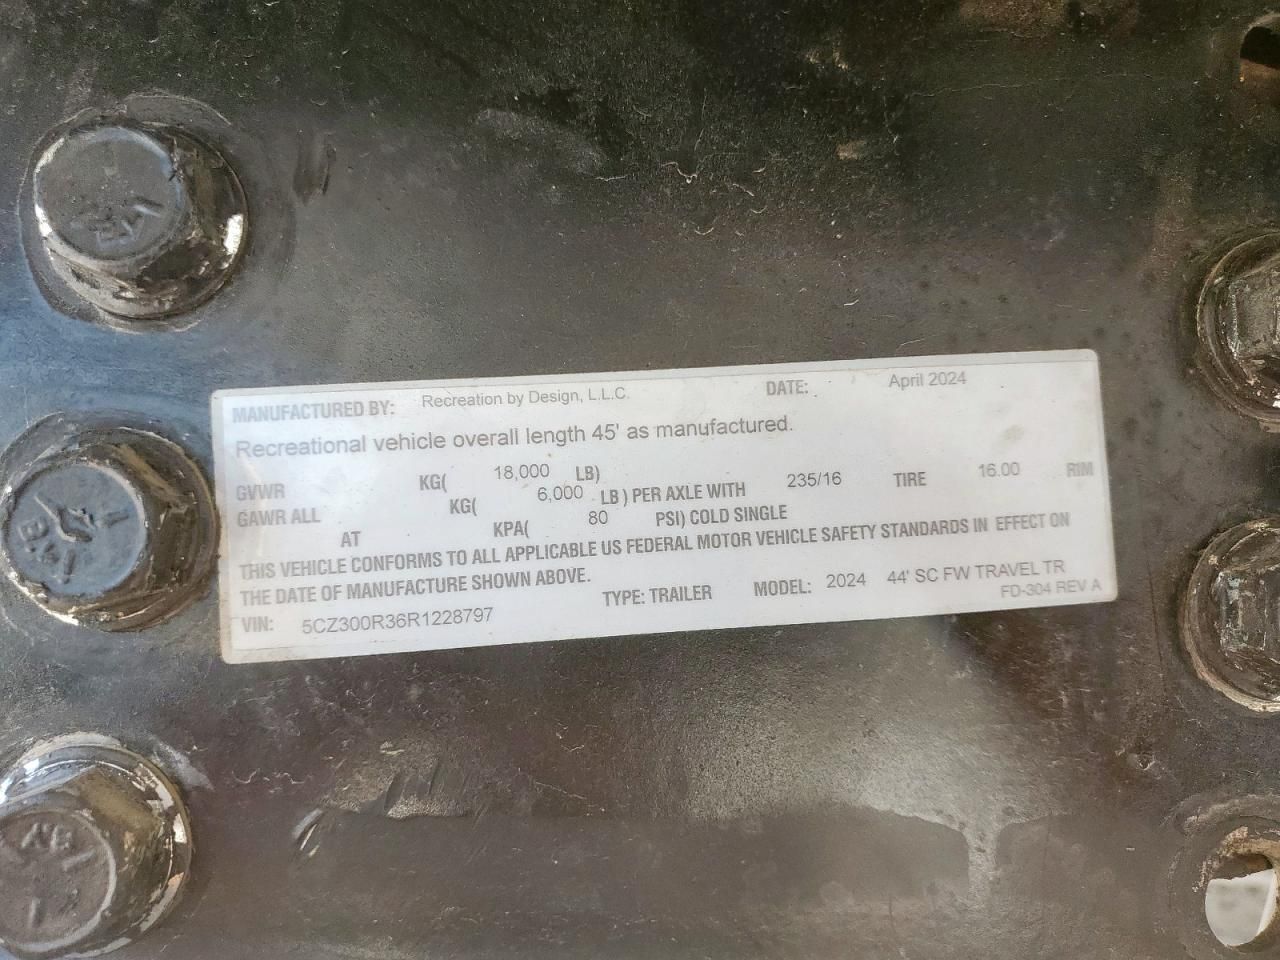 MANUFACTURED BY: Recreation by Design, L.L.C. DATE: April 2024
Recreational vehicle overall length 45' as manufactured.
GVWR KG( 18,000 LB)
GAWR ALL KG( 6,000 LB) PER AXLE WITH 235/16 TIRE 16.00 RIM
AT KPA( 80 PSI) COLD SINGLE
THIS VEHICLE CONFORMS TO ALL APPLICABLE US FEDERAL MOTOR VEHICLE SAFETY STANDARDS IN EFFECT ON
THE DATE OF MANUFACTURE SHOWN ABOVE.
VIN: 5CZ300R36R1228797 TYPE: TRAILER MODEL: 2024 44' SC FW TRAVEL TR
FD-304 REV A